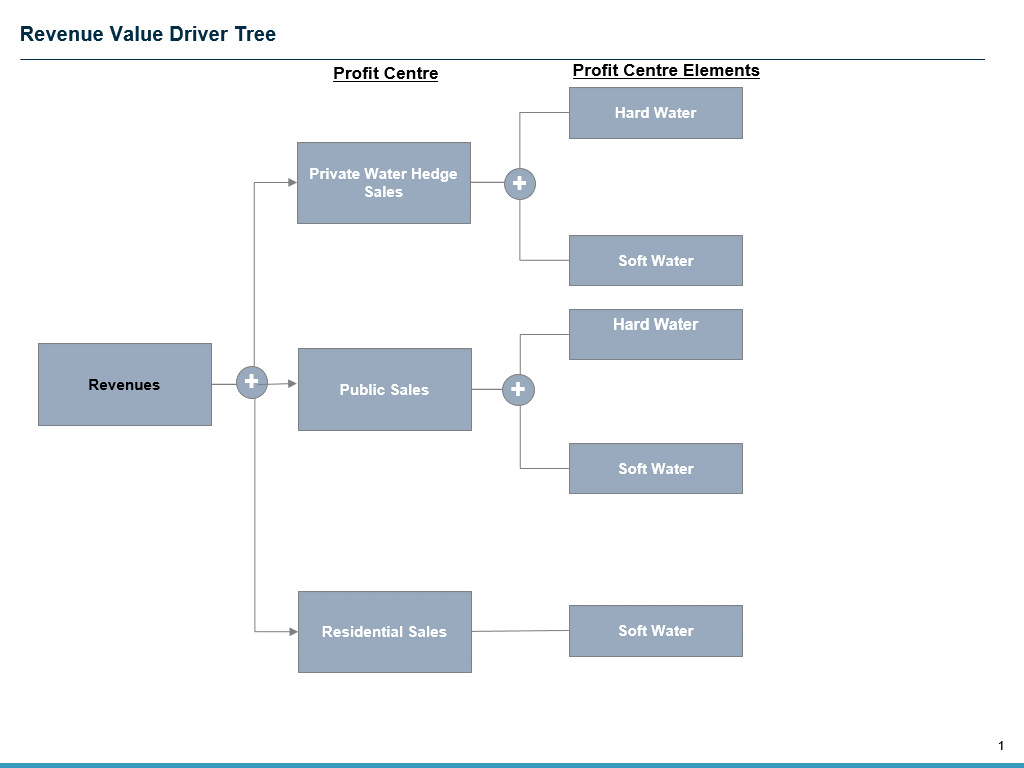 Revenue Value Driver Tree
Profit Centre
Profit Centre Elements
Hard Water
Private Water Hedge
Sales
Soft Water
Hard Water
Revenues
Public Sales
Soft Water
Residential Sales
Soft Water
1